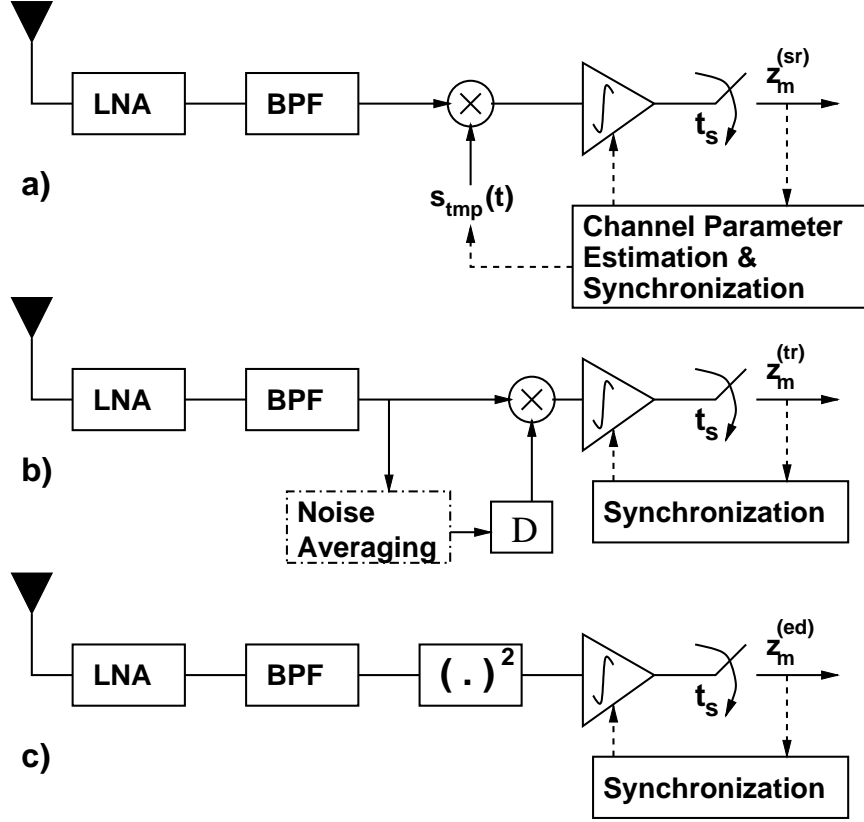 LNA BPF × ∫ t_s z_m^(sr)
a)
s_tmp(t)
Channel Parameter
Estimation &
Synchronization
LNA BPF × ∫ t_s z_m^(tr)
b)
Noise
Averaging
D
Synchronization
LNA BPF (.)^2 ∫ t_s z_m^(ed)
c)
Synchronization